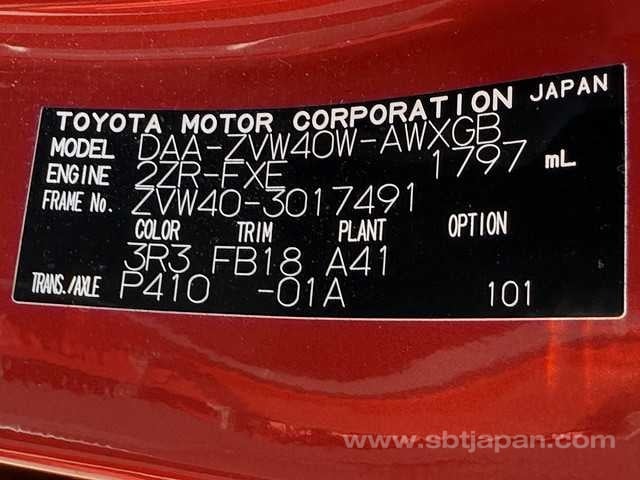 TOYOTA MOTOR CORPORATION JAPAN
MODEL DAA-ZVW40W-AWXGB
ENGINE 2ZR-FXE 1797 mL
FRAME No. ZVW40-3017491
COLOR TRIM PLANT OPTION
3R3 FB18 A41
TRANS./AXLE P410 -01A 101
www.sbtjapan.com